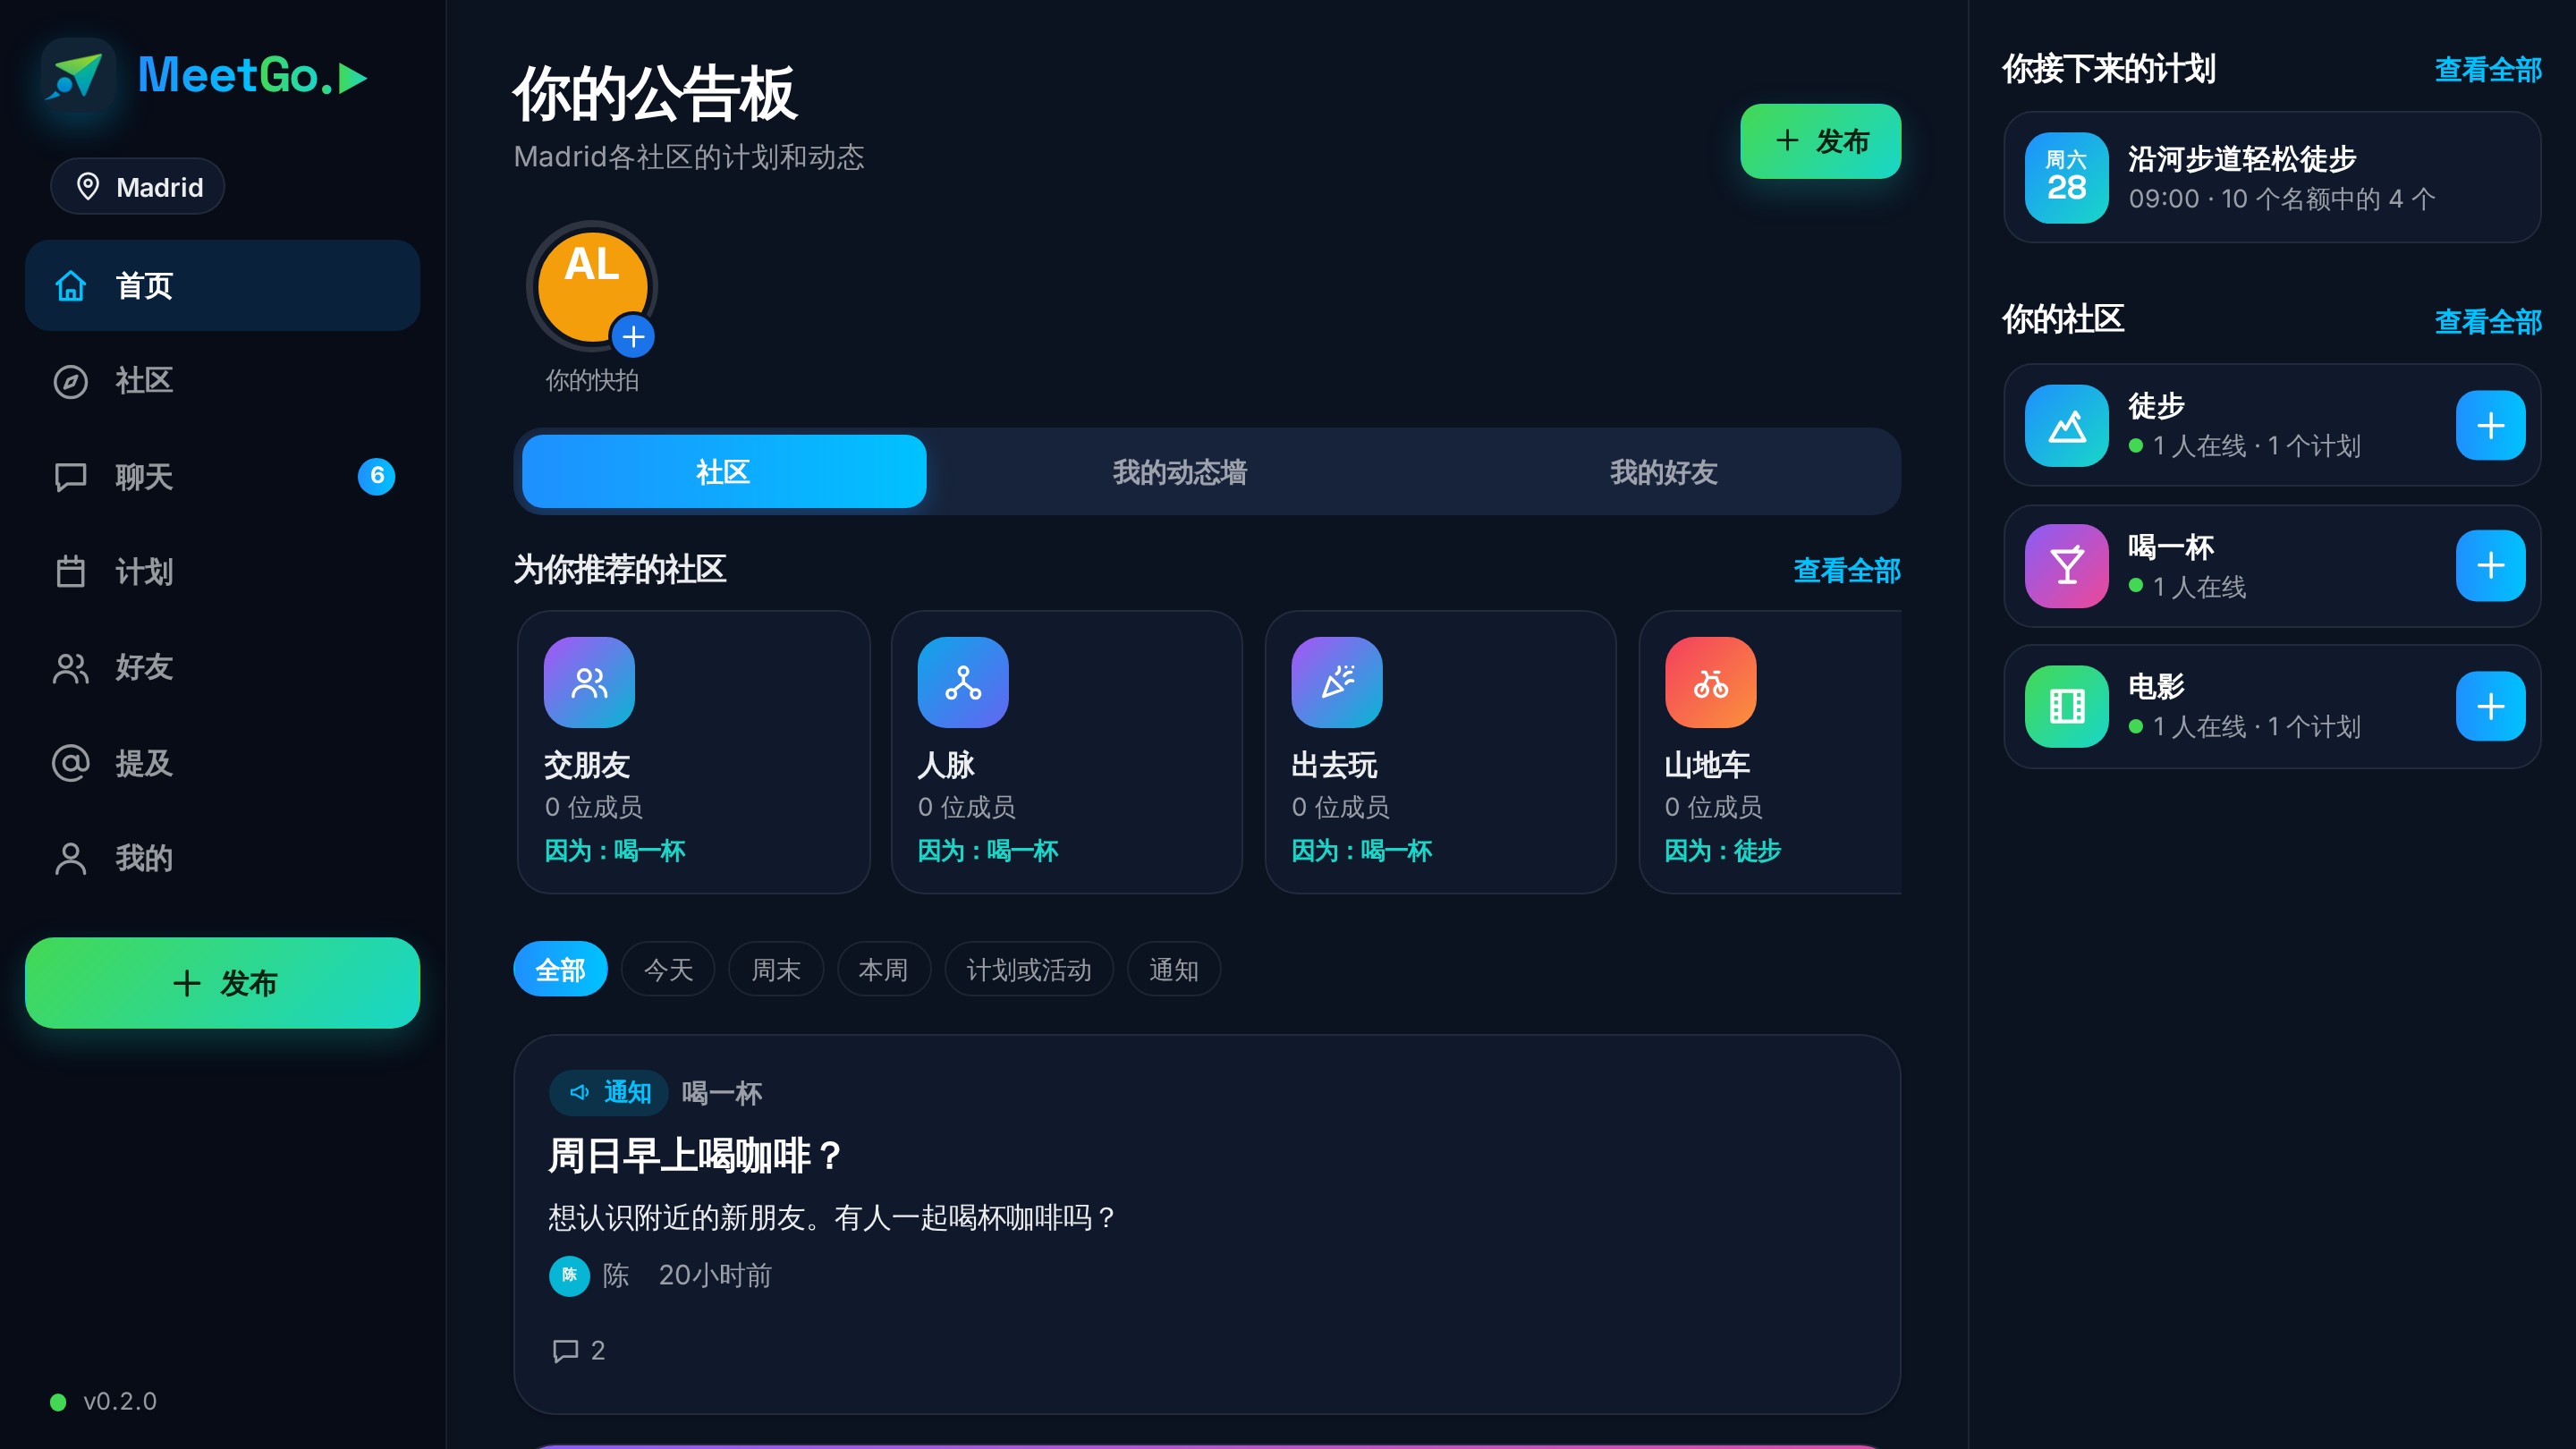 MeetGo.
Madrid
首页
社区
聊天
6
计划
好友
提及
我的
发布
v0.2.0
你的公告板
Madrid各社区的计划和动态
发布
AL
你的快拍
社区
我的动态墙
我的好友
为你推荐的社区
查看全部
交朋友
0 位成员
因为：喝一杯
人脉
0 位成员
因为：喝一杯
出去玩
0 位成员
因为：喝一杯
山地车
0 位成员
因为：徒步
全部
今天
周末
本周
计划或活动
通知
通知 喝一杯
周日早上喝咖啡？
想认识附近的新朋友。有人一起喝杯咖啡吗？
陈 陈 20小时前
2
你接下来的计划
查看全部
周六
28
沿河步道轻松徒步
09:00 · 10 个名额中的 4 个
你的社区
查看全部
徒步
1 人在线 · 1 个计划
喝一杯
1 人在线
电影
1 人在线 · 1 个计划